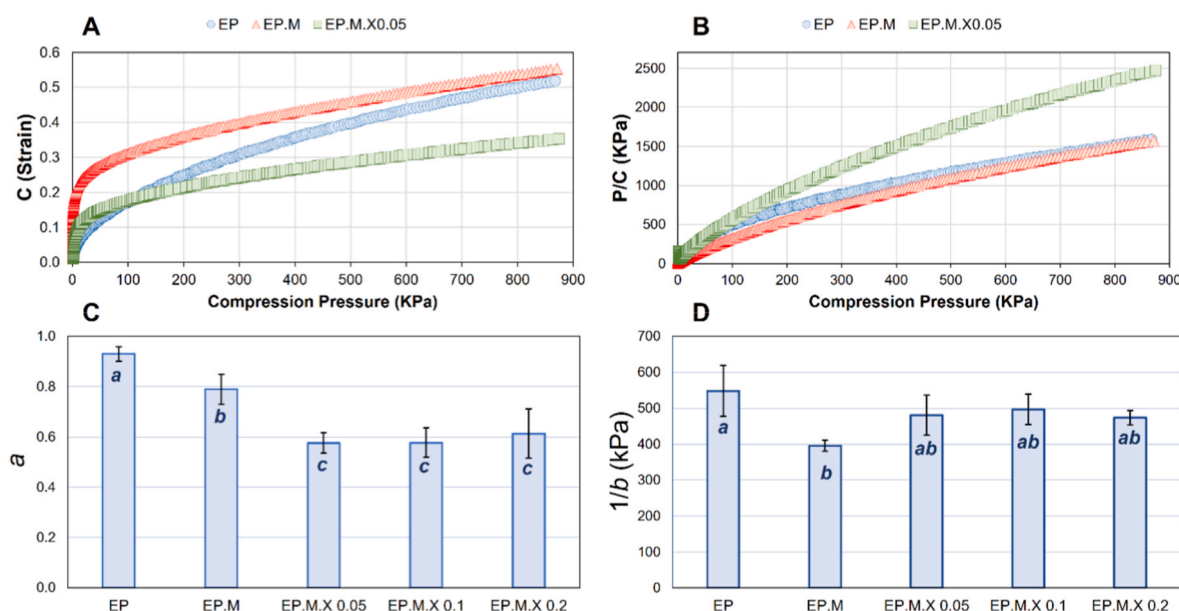 A
EP EP.M EP.M.X0.05
C (Strain)
0.6
0.5
0.4
0.3
0.2
0.1
0.0
0 100 200 300 400 500 600 700 800 900
Compression Pressure (KPa)
B
EP EP.M EP.M.X0.05
P/C (KPa)
2500
2000
1500
1000
500
0
0 100 200 300 400 500 600 700 800 900
Compression Pressure (KPa)
C
a
1.0
0.8
0.6
0.4
0.2
0.0
a b c c c
EP EP.M EP.M.X 0.05 EP.M.X 0.1 EP.M.X 0.2
D
1/b (kPa)
700
600
500
400
300
200
100
0
a b ab ab ab
EP EP.M EP.M.X 0.05 EP.M.X 0.1 EP.M.X 0.2